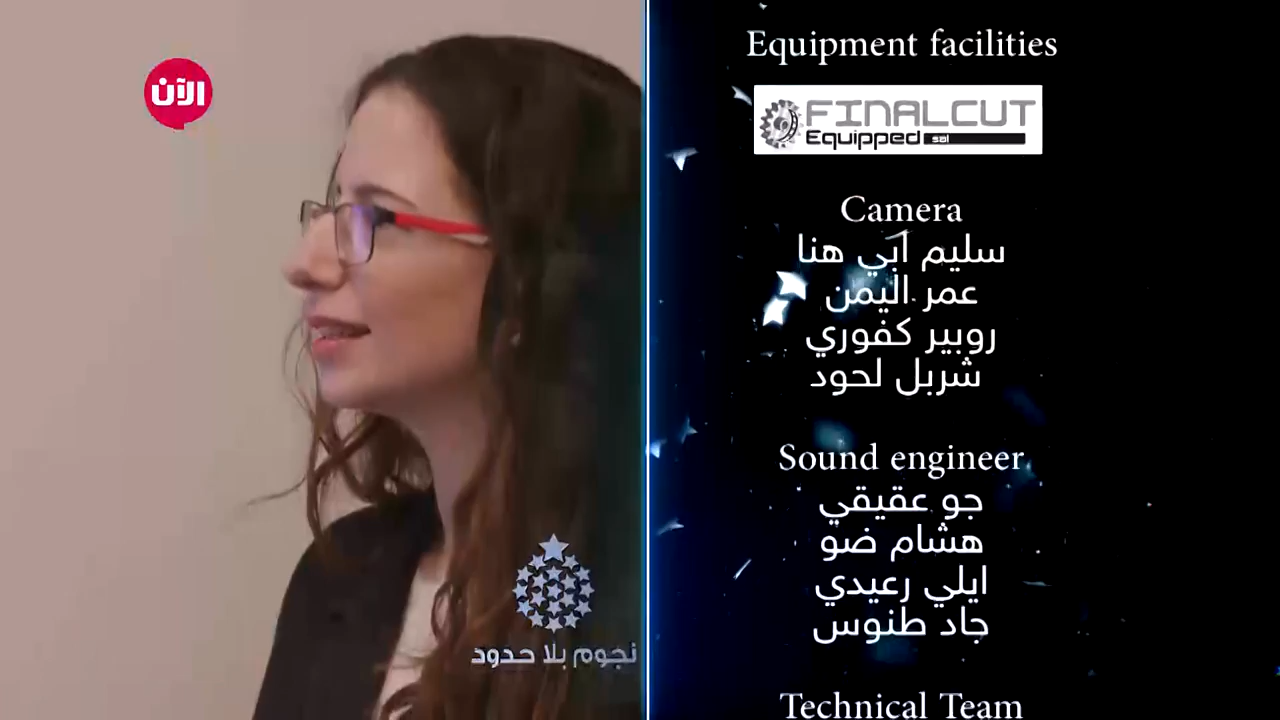 الآن
نجوم بلا حدود
Equipment facilities
FINALCUT
Equipped sal
Camera
سليم ابي هنا
عمر اليمن
روبير كفوري
شربل لحود
Sound engineer
جو عقيقي
هشام ضو
ايلي رعيدي
جاد طنوس
Technical Team